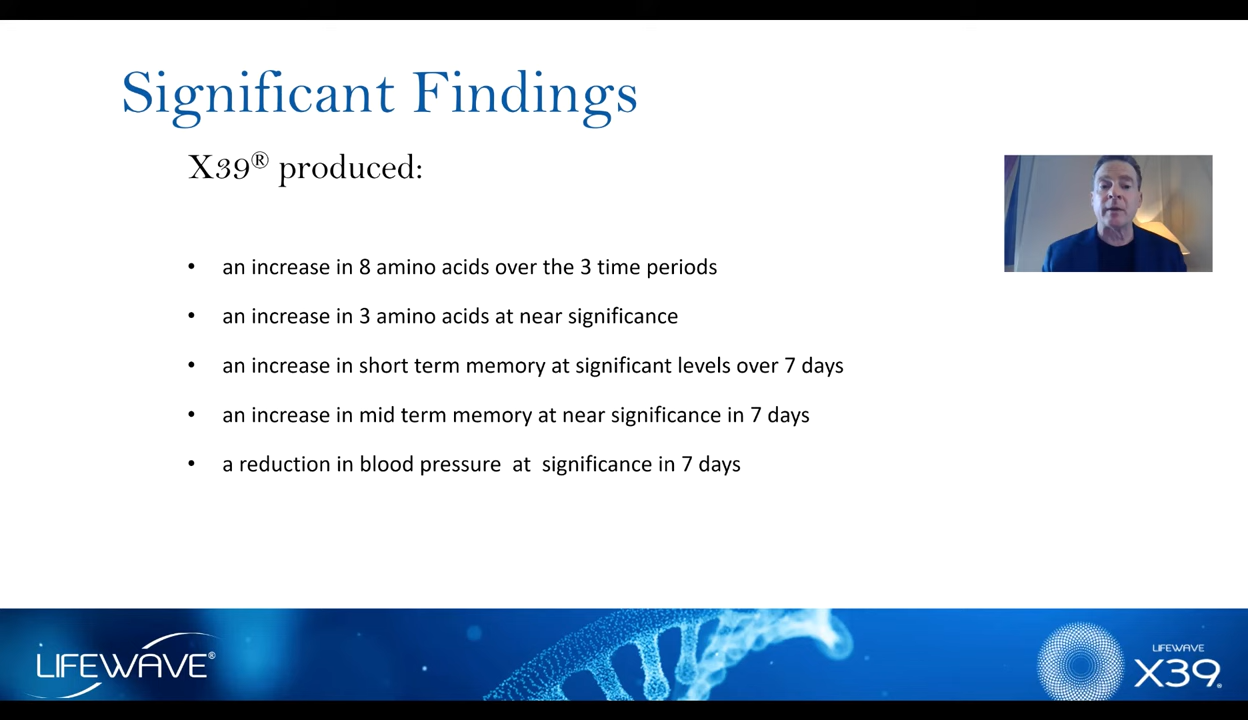 Significant Findings
X39® produced:
• an increase in 8 amino acids over the 3 time periods
• an increase in 3 amino acids at near significance
• an increase in short term memory at significant levels over 7 days
• an increase in mid term memory at near significance in 7 days
• a reduction in blood pressure at significance in 7 days
LIFEWAVE®
LIFEWAVE
X39®